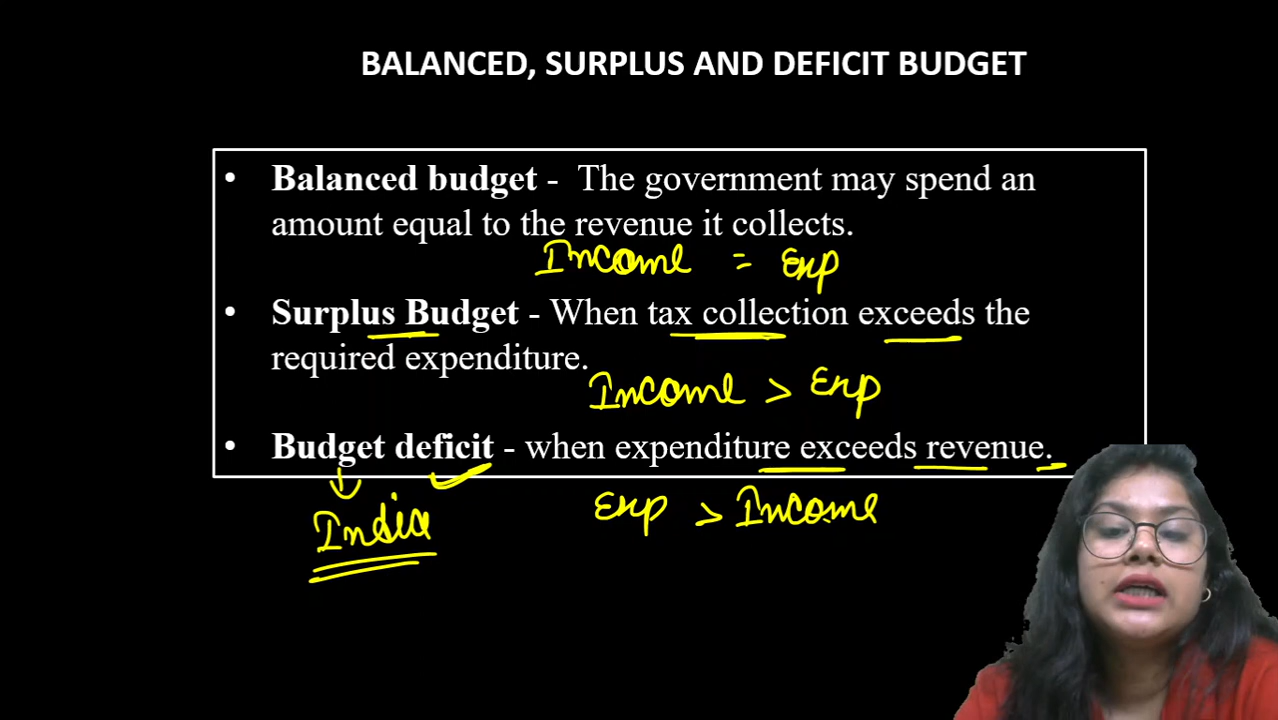 BALANCED, SURPLUS AND DEFICIT BUDGET
• Balanced budget - The government may spend an
amount equal to the revenue it collects.
Income = Exp
• Surplus Budget - When tax collection exceeds the
required expenditure.
Income > Exp
• Budget deficit - when expenditure exceeds revenue.
India
Exp > Income